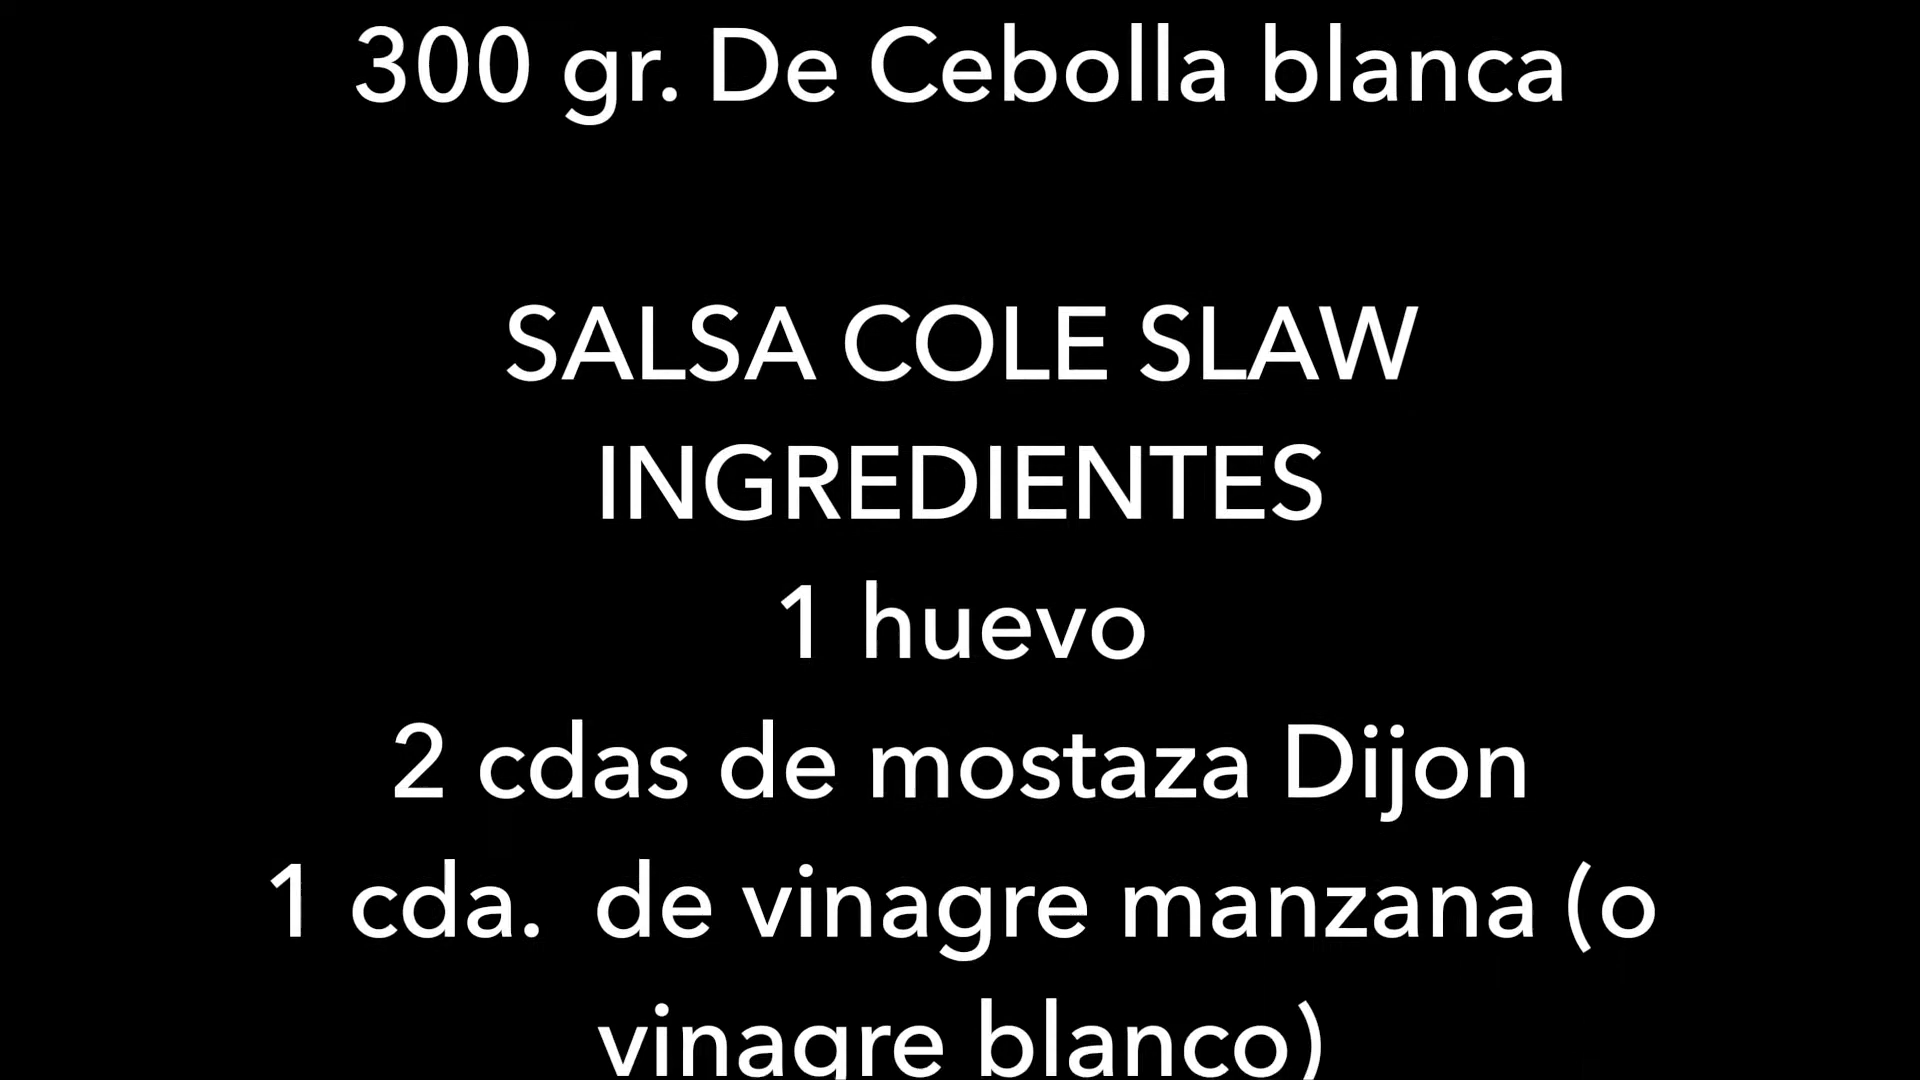 300 gr. De Cebolla blanca
SALSA COLE SLAW
INGREDIENTES
1 huevo
2 cdas de mostaza Dijon
1 cda.  de vinagre manzana (o
vinagre blanco)